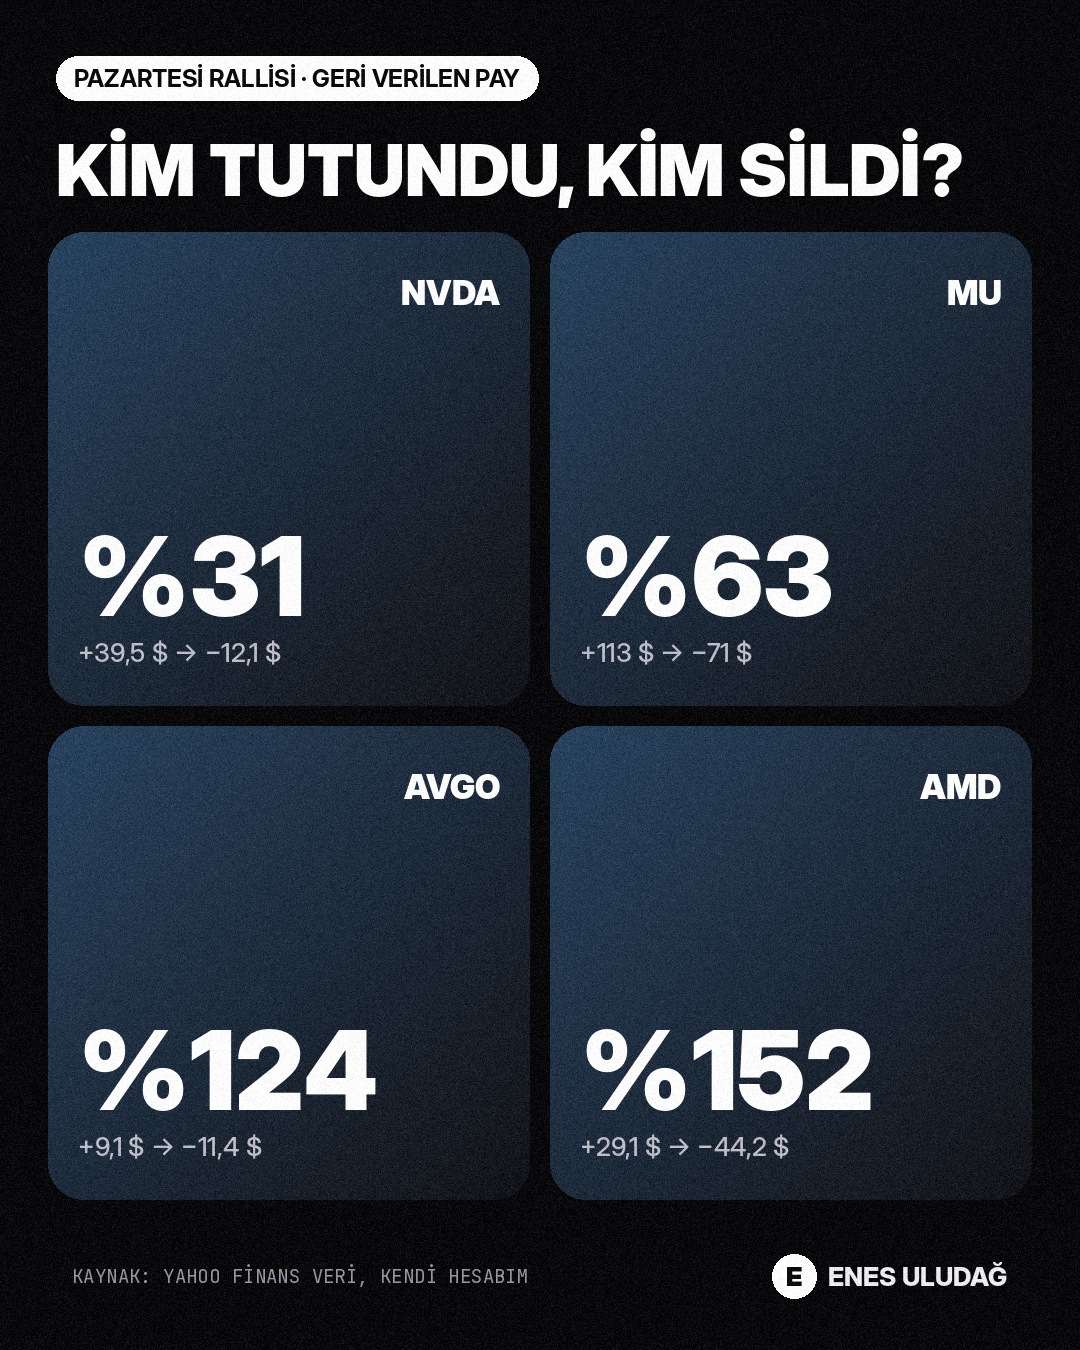 PAZARTESİ RALLİSİ · GERİ VERİLEN PAY
KİM TUTUNDU, KİM SİLDİ?
NVDA
%31
+39,5 $ → −12,1 $
MU
%63
+113 $ → −71 $
AVGO
%124
+9,1 $ → −11,4 $
AMD
%152
+29,1 $ → −44,2 $
KAYNAK: YAHOO FİNANS VERİ, KENDİ HESABIM
E ENES ULUDAĞ